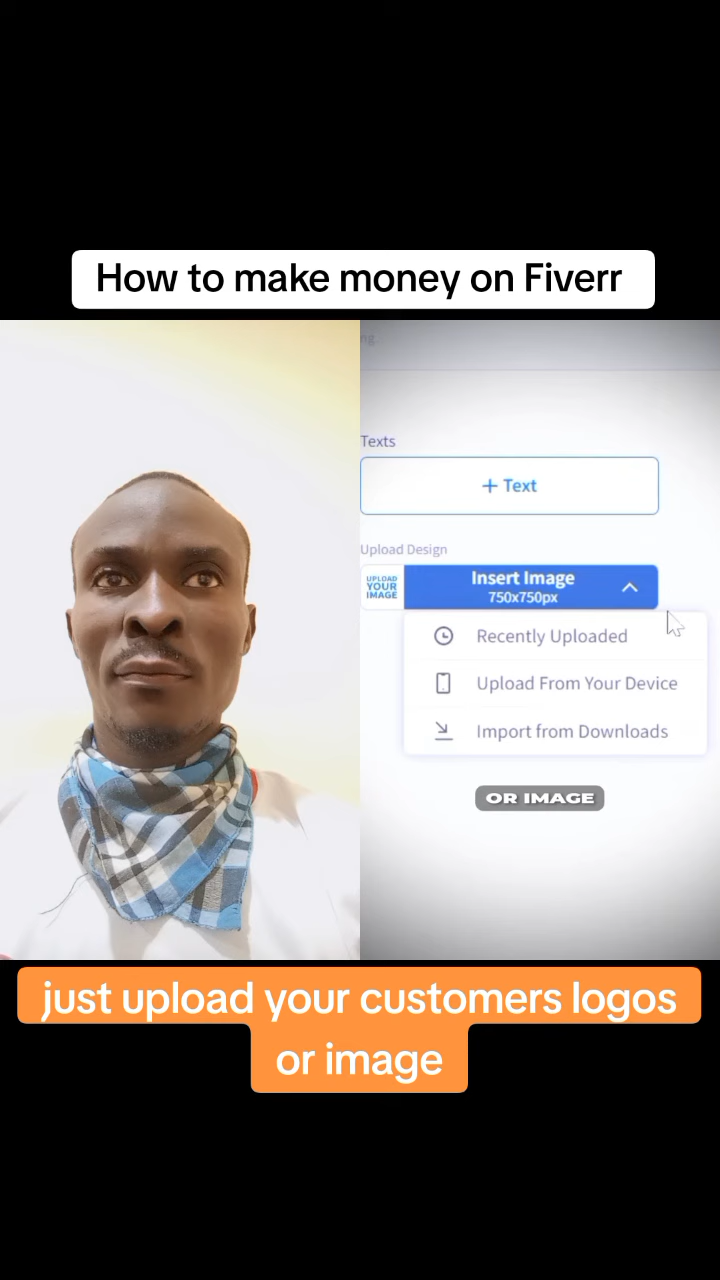 How to make money on Fiverr
ng.
Texts
+ Text
Upload Design
UPLOAD
YOUR
IMAGE
Insert Image
750x750px
Recently Uploaded
Upload From Your Device
Import from Downloads
OR IMAGE
just upload your customers logos
or image